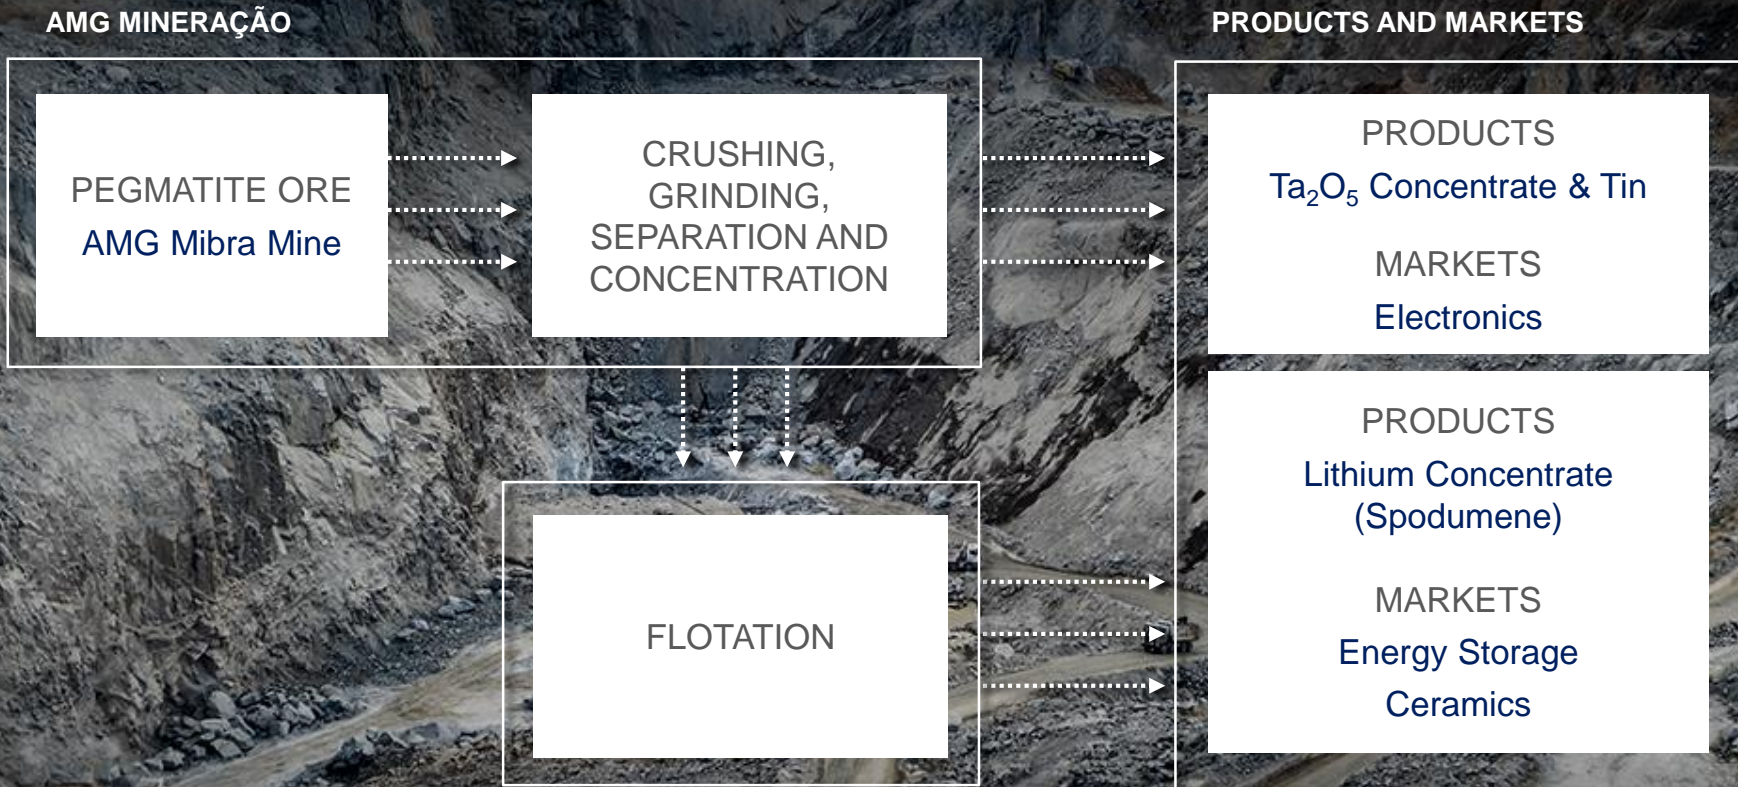 AMG MINERAÇÃO
PRODUCTS AND MARKETS
PEGMATITE ORE
AMG Mibra Mine
CRUSHING,
GRINDING,
SEPARATION AND
CONCENTRATION
PRODUCTS
Ta₂O₅ Concentrate & Tin
MARKETS
Electronics
FLOTATION
PRODUCTS
Lithium Concentrate
(Spodumene)
MARKETS
Energy Storage
Ceramics